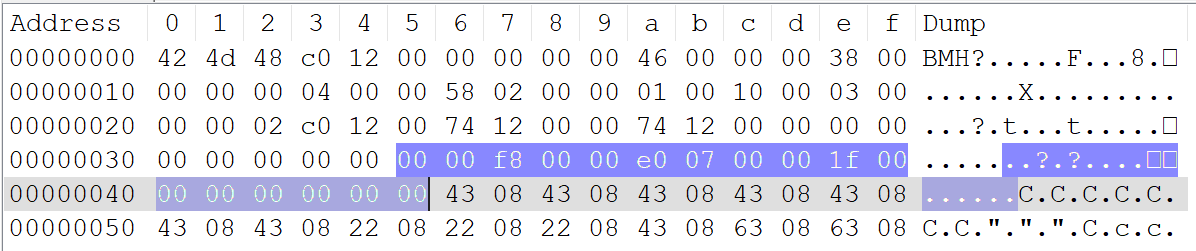 Address 0 1 2 3 4 5 6 7 8 9 a b c d e f Dump
00000000 42 4d 48 c0 12 00 00 00 00 00 46 00 00 00 38 00 BMH?.....F...8.□
00000010 00 00 00 04 00 00 58 02 00 00 01 00 10 00 03 00 ......X.........
00000020 00 00 02 c0 12 00 74 12 00 00 74 12 00 00 00 00 ...?.t...t.....□
00000030 00 00 00 00 00 00 00 f8 00 00 e0 07 00 00 1f 00 .......?.?....□□
00000040 00 00 00 00 00 00 43 08 43 08 43 08 43 08 43 08 ......C.C.C.C.C.
00000050 43 08 43 08 22 08 22 08 22 08 43 08 63 08 63 08 C.C.".".".C.c.c.